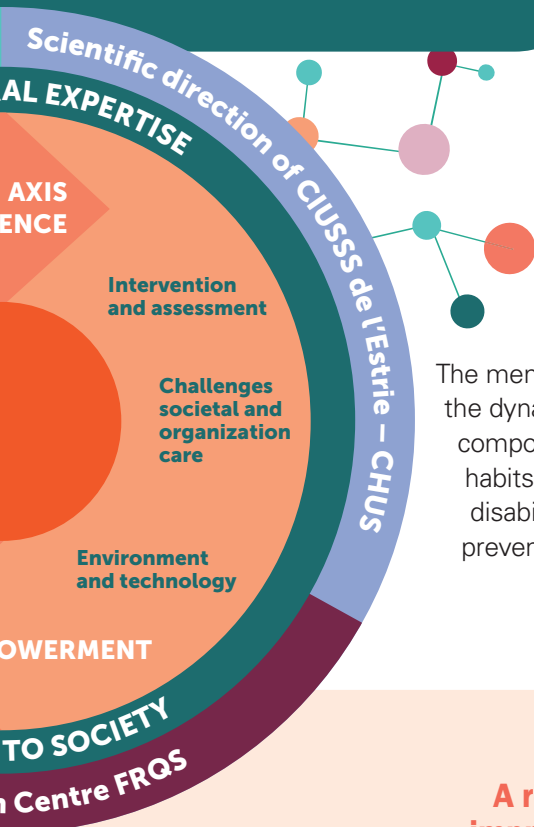 Scientific direction of CIUSSS de l'Estrie – CHUS
AL EXPERTISE
AXIS
ENCE
Intervention
and assessment
Challenges
societal and
organization
care
Environment
and technology
OWERMENT
TO SOCIETY
Centre FRQS
The men
the dyna
compo
habits
disabi
preven
A r